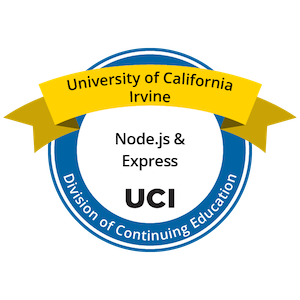 University of California
Irvine
Node.js &
Express
UCI
Division of Continuing Education